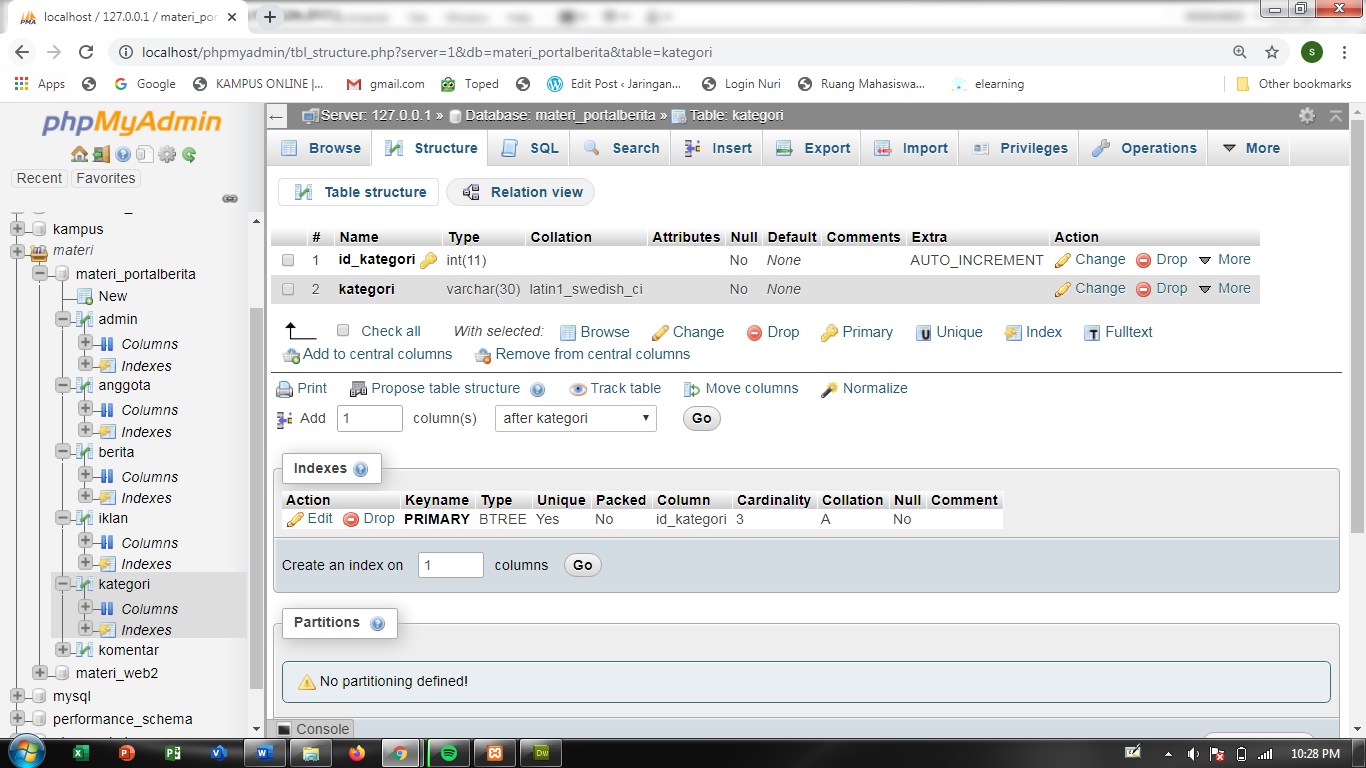 localhost / 127.0.0.1 / materi_por
localhost/phpmyadmin/tbl_structure.php?server=1&db=materi_portalberita&table=kategori
s
Apps Google KAMPUS ONLINE |... gmail.com Toped Edit Post ‹ Jaringan... Login Nuri Ruang Mahasiswa... elearning Other bookmarks
phpMyAdmin
Recent Favorites
kampus
materi
materi_portalberita
New
admin
Columns
Indexes
anggota
Columns
Indexes
berita
Columns
Indexes
iklan
Columns
Indexes
kategori
Columns
Indexes
komentar
materi_web2
mysql
performance_schema
Server: 127.0.0.1 » Database: materi_portalberita » Table: kategori
Browse Structure SQL Search Insert Export Import Privileges Operations More
Table structure Relation view
# Name Type Collation Attributes Null Default Comments Extra Action
1 id_kategori int(11) No None AUTO_INCREMENT Change Drop More
2 kategori varchar(30) latin1_swedish_ci No None Change Drop More
Check all With selected: Browse Change Drop Primary Unique Index Fulltext
Add to central columns Remove from central columns
Print Propose table structure Track table Move columns Normalize
Add 1 column(s) after kategori Go
Indexes
Action Keyname Type Unique Packed Column Cardinality Collation Null Comment
Edit Drop PRIMARY BTREE Yes No id_kategori 3 A No
Create an index on 1 columns Go
Partitions
No partitioning defined!
Console
10:28 PM